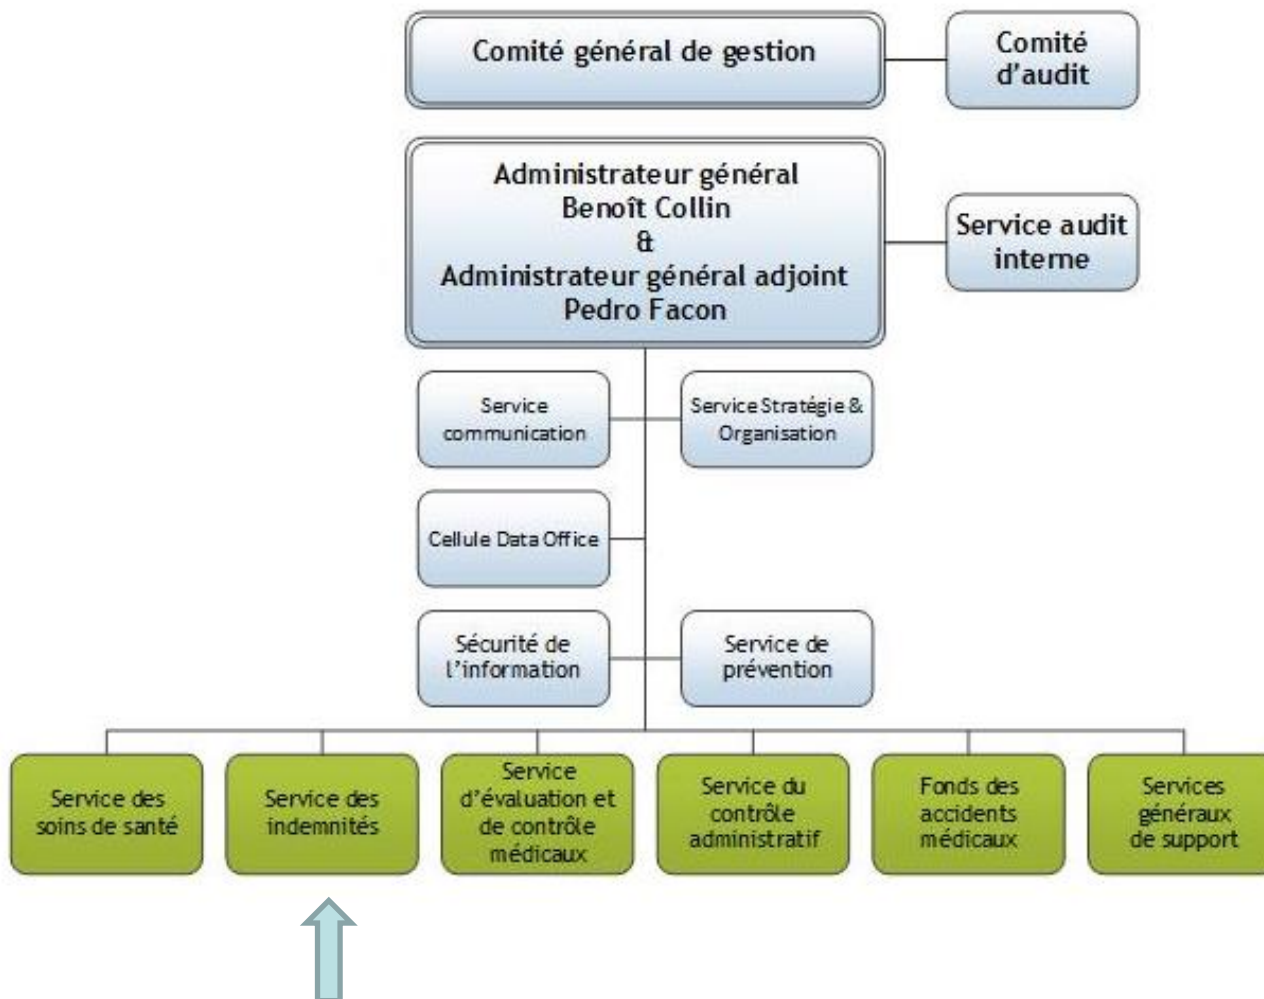 Comité général de gestion
Comité
d'audit
Administrateur général
Benoît Collin
&
Administrateur général adjoint
Pedro Facon
Service audit
interne
Service
communication
Service Stratégie &
Organisation
Cellule Data Office
Sécurité de
l'information
Service de
prévention
Service des
soins de santé
Service des
indemnités
Service
d'évaluation et
de contrôle
médicaux
Service du
contrôle
administratif
Fonds des
accidents
médicaux
Services
généraux
de support